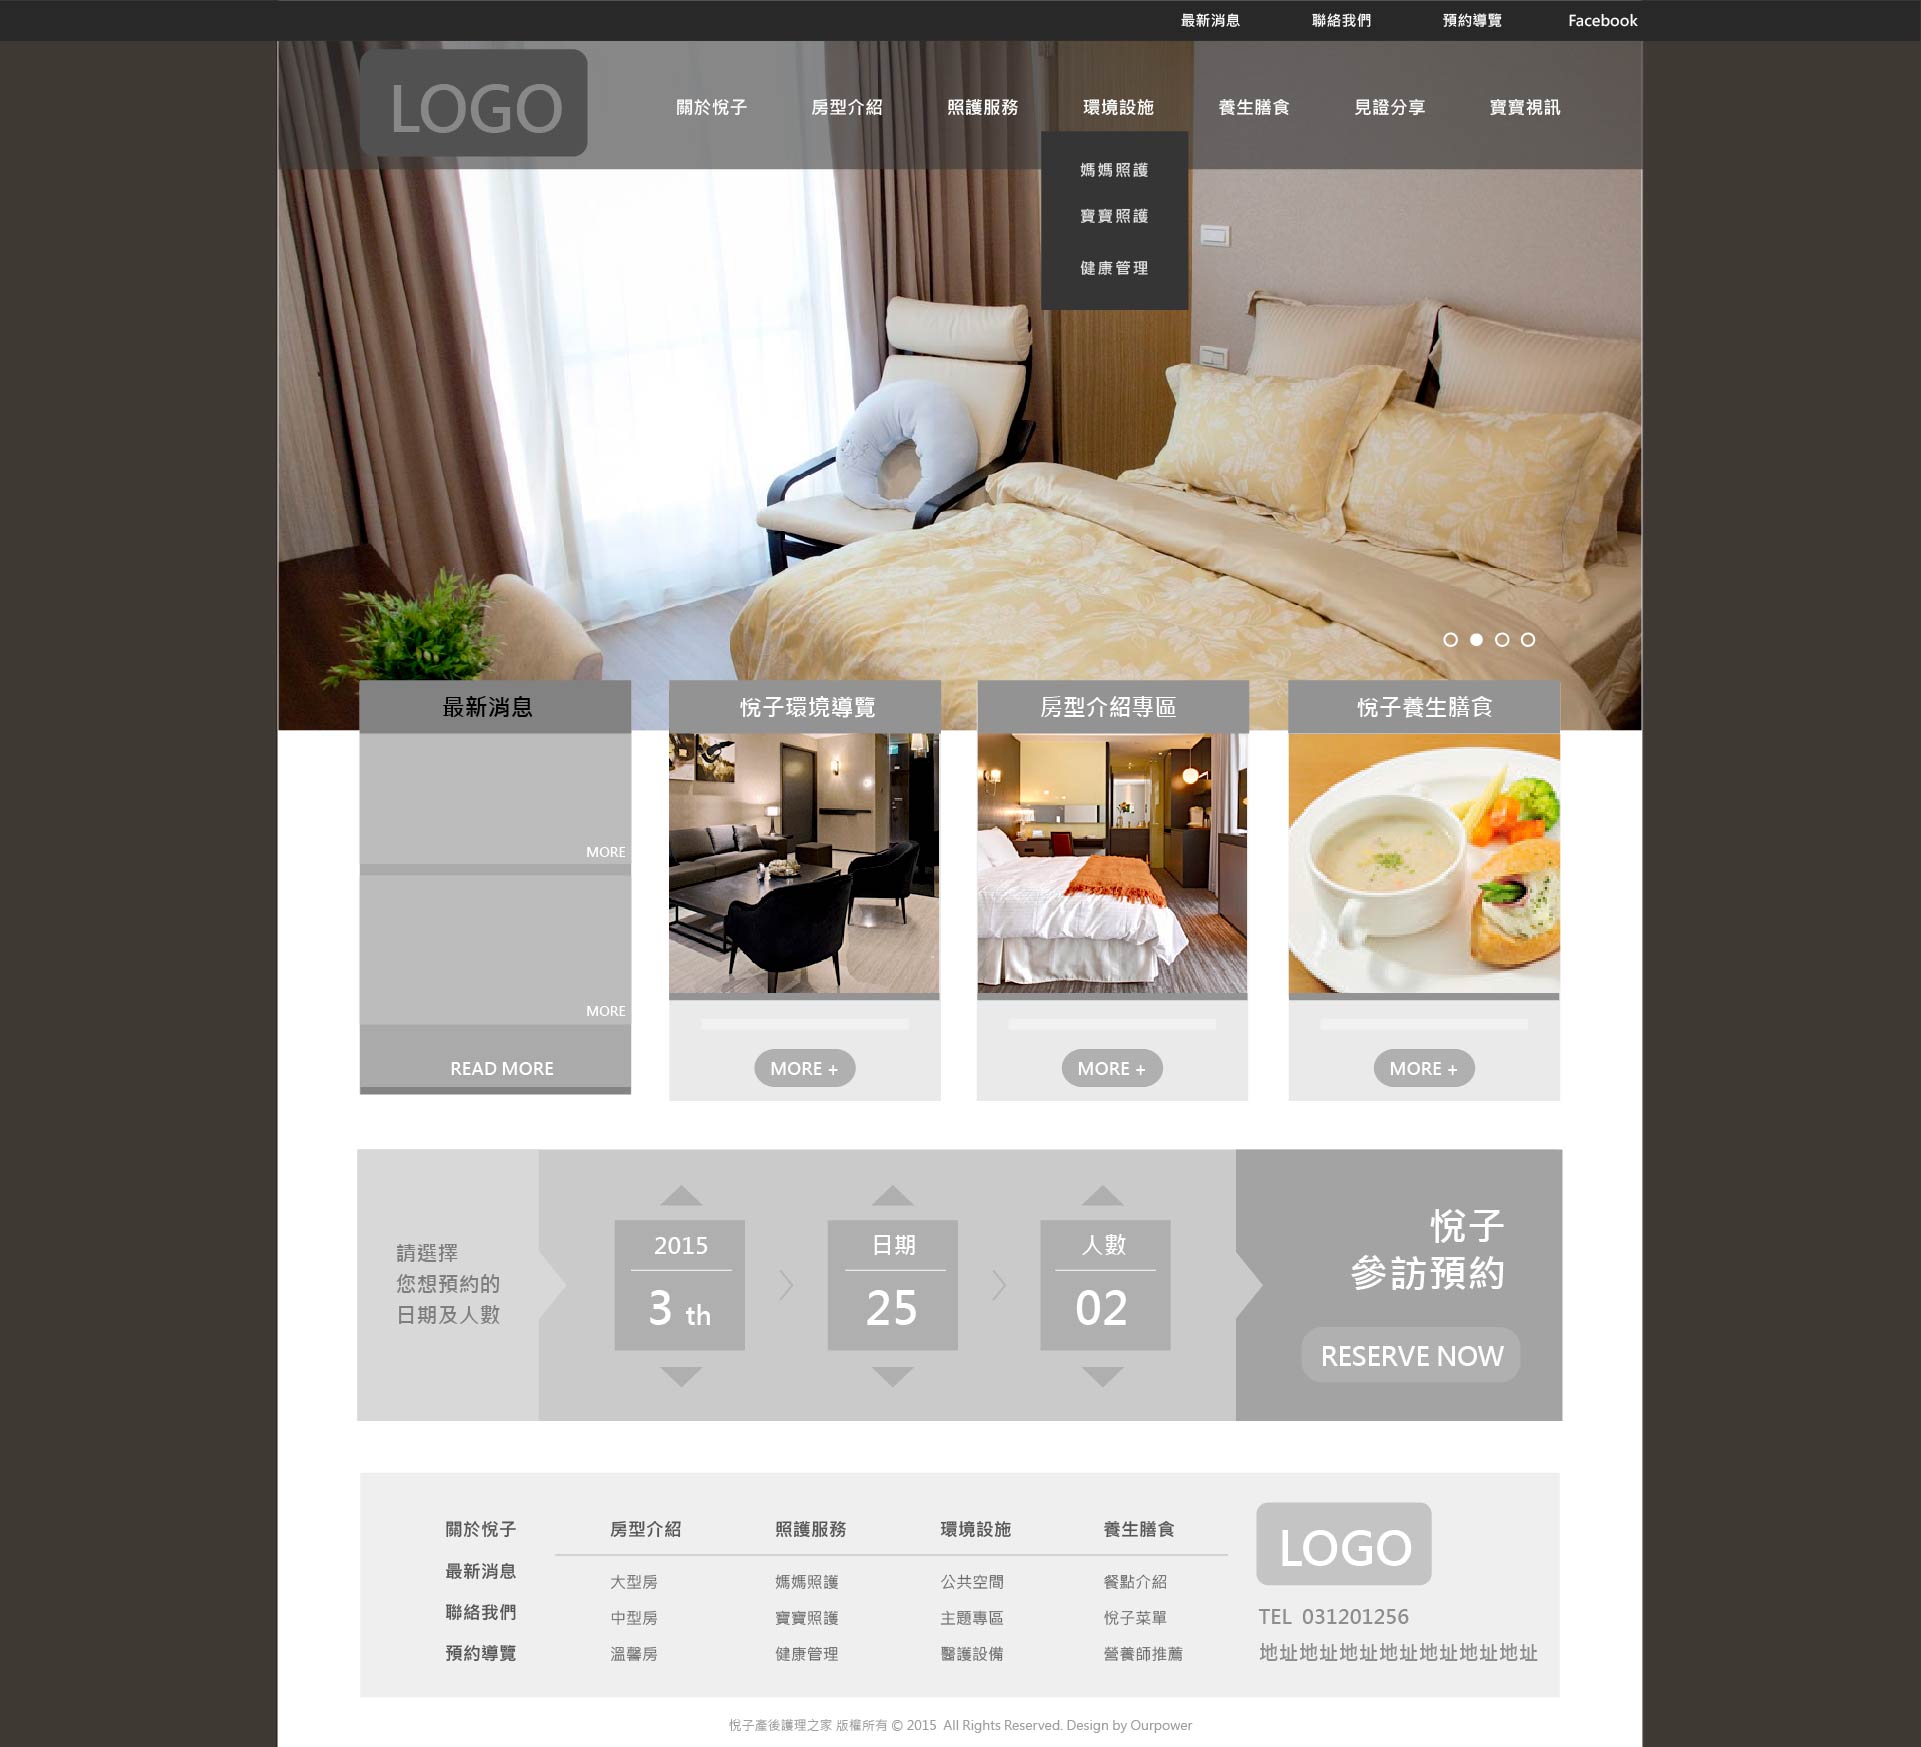 最新消息
聯絡我們
預約導覽
Facebook
LOGO
關於悅子
房型介紹
照護服務
環境設施
養生膳食
見證分享
寶寶視訊
媽媽照護
寶寶照護
健康管理
最新消息
MORE
MORE
READ MORE
悅子環境導覽
MORE +
房型介紹專區
MORE +
悅子養生膳食
MORE +
請選擇
您想預約的
日期及人數
2015
3 th
日期
25
人數
02
悅子
參訪預約
RESERVE NOW
關於悅子
最新消息
聯絡我們
預約導覽
房型介紹
大型房
中型房
溫馨房
照護服務
媽媽照護
寶寶照護
健康管理
環境設施
公共空間
主題專區
醫護設備
養生膳食
餐點介紹
悅子菜單
營養師推薦
LOGO
TEL 031201256
地址地址地址地址地址地址地址
悅子產後護理之家 版權所有 © 2015 All Rights Reserved. Design by Ourpower